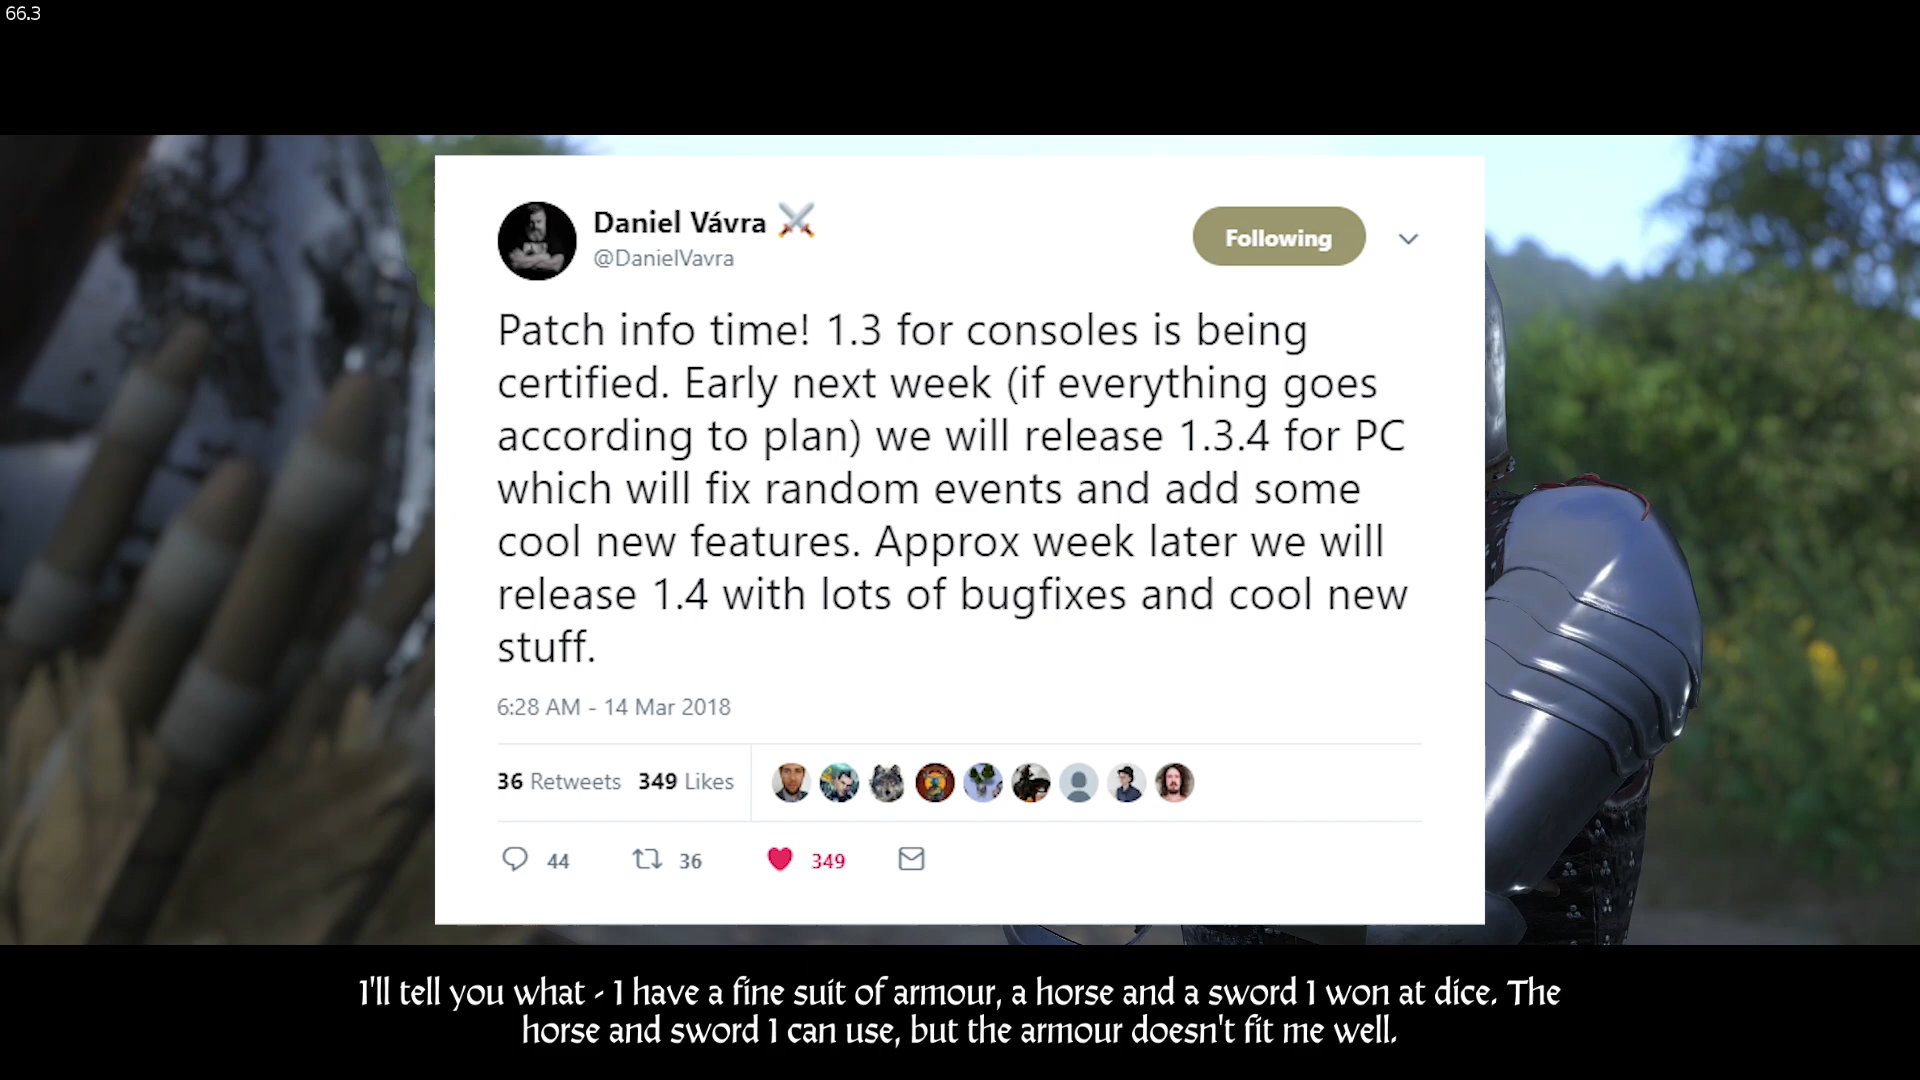 66.3
Daniel Vávra ⚔
@DanielVavra
Following
Patch info time! 1.3 for consoles is being
certified. Early next week (if everything goes
according to plan) we will release 1.3.4 for PC
which will fix random events and add some
cool new features. Approx week later we will
release 1.4 with lots of bugfixes and cool new
stuff.
6:28 AM - 14 Mar 2018
36 Retweets 349 Likes
44 36 349
I'll tell you what - I have a fine suit of armour, a horse and a sword I won at dice. The
horse and sword I can use, but the armour doesn't fit me well.